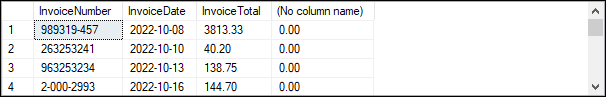 InvoiceNumber InvoiceDate InvoiceTotal (No column name)
1 989319-457 2022-10-08 3813.33 0.00
2 263253241 2022-10-10 40.20 0.00
3 963253234 2022-10-13 138.75 0.00
4 2-000-2993 2022-10-16 144.70 0.00